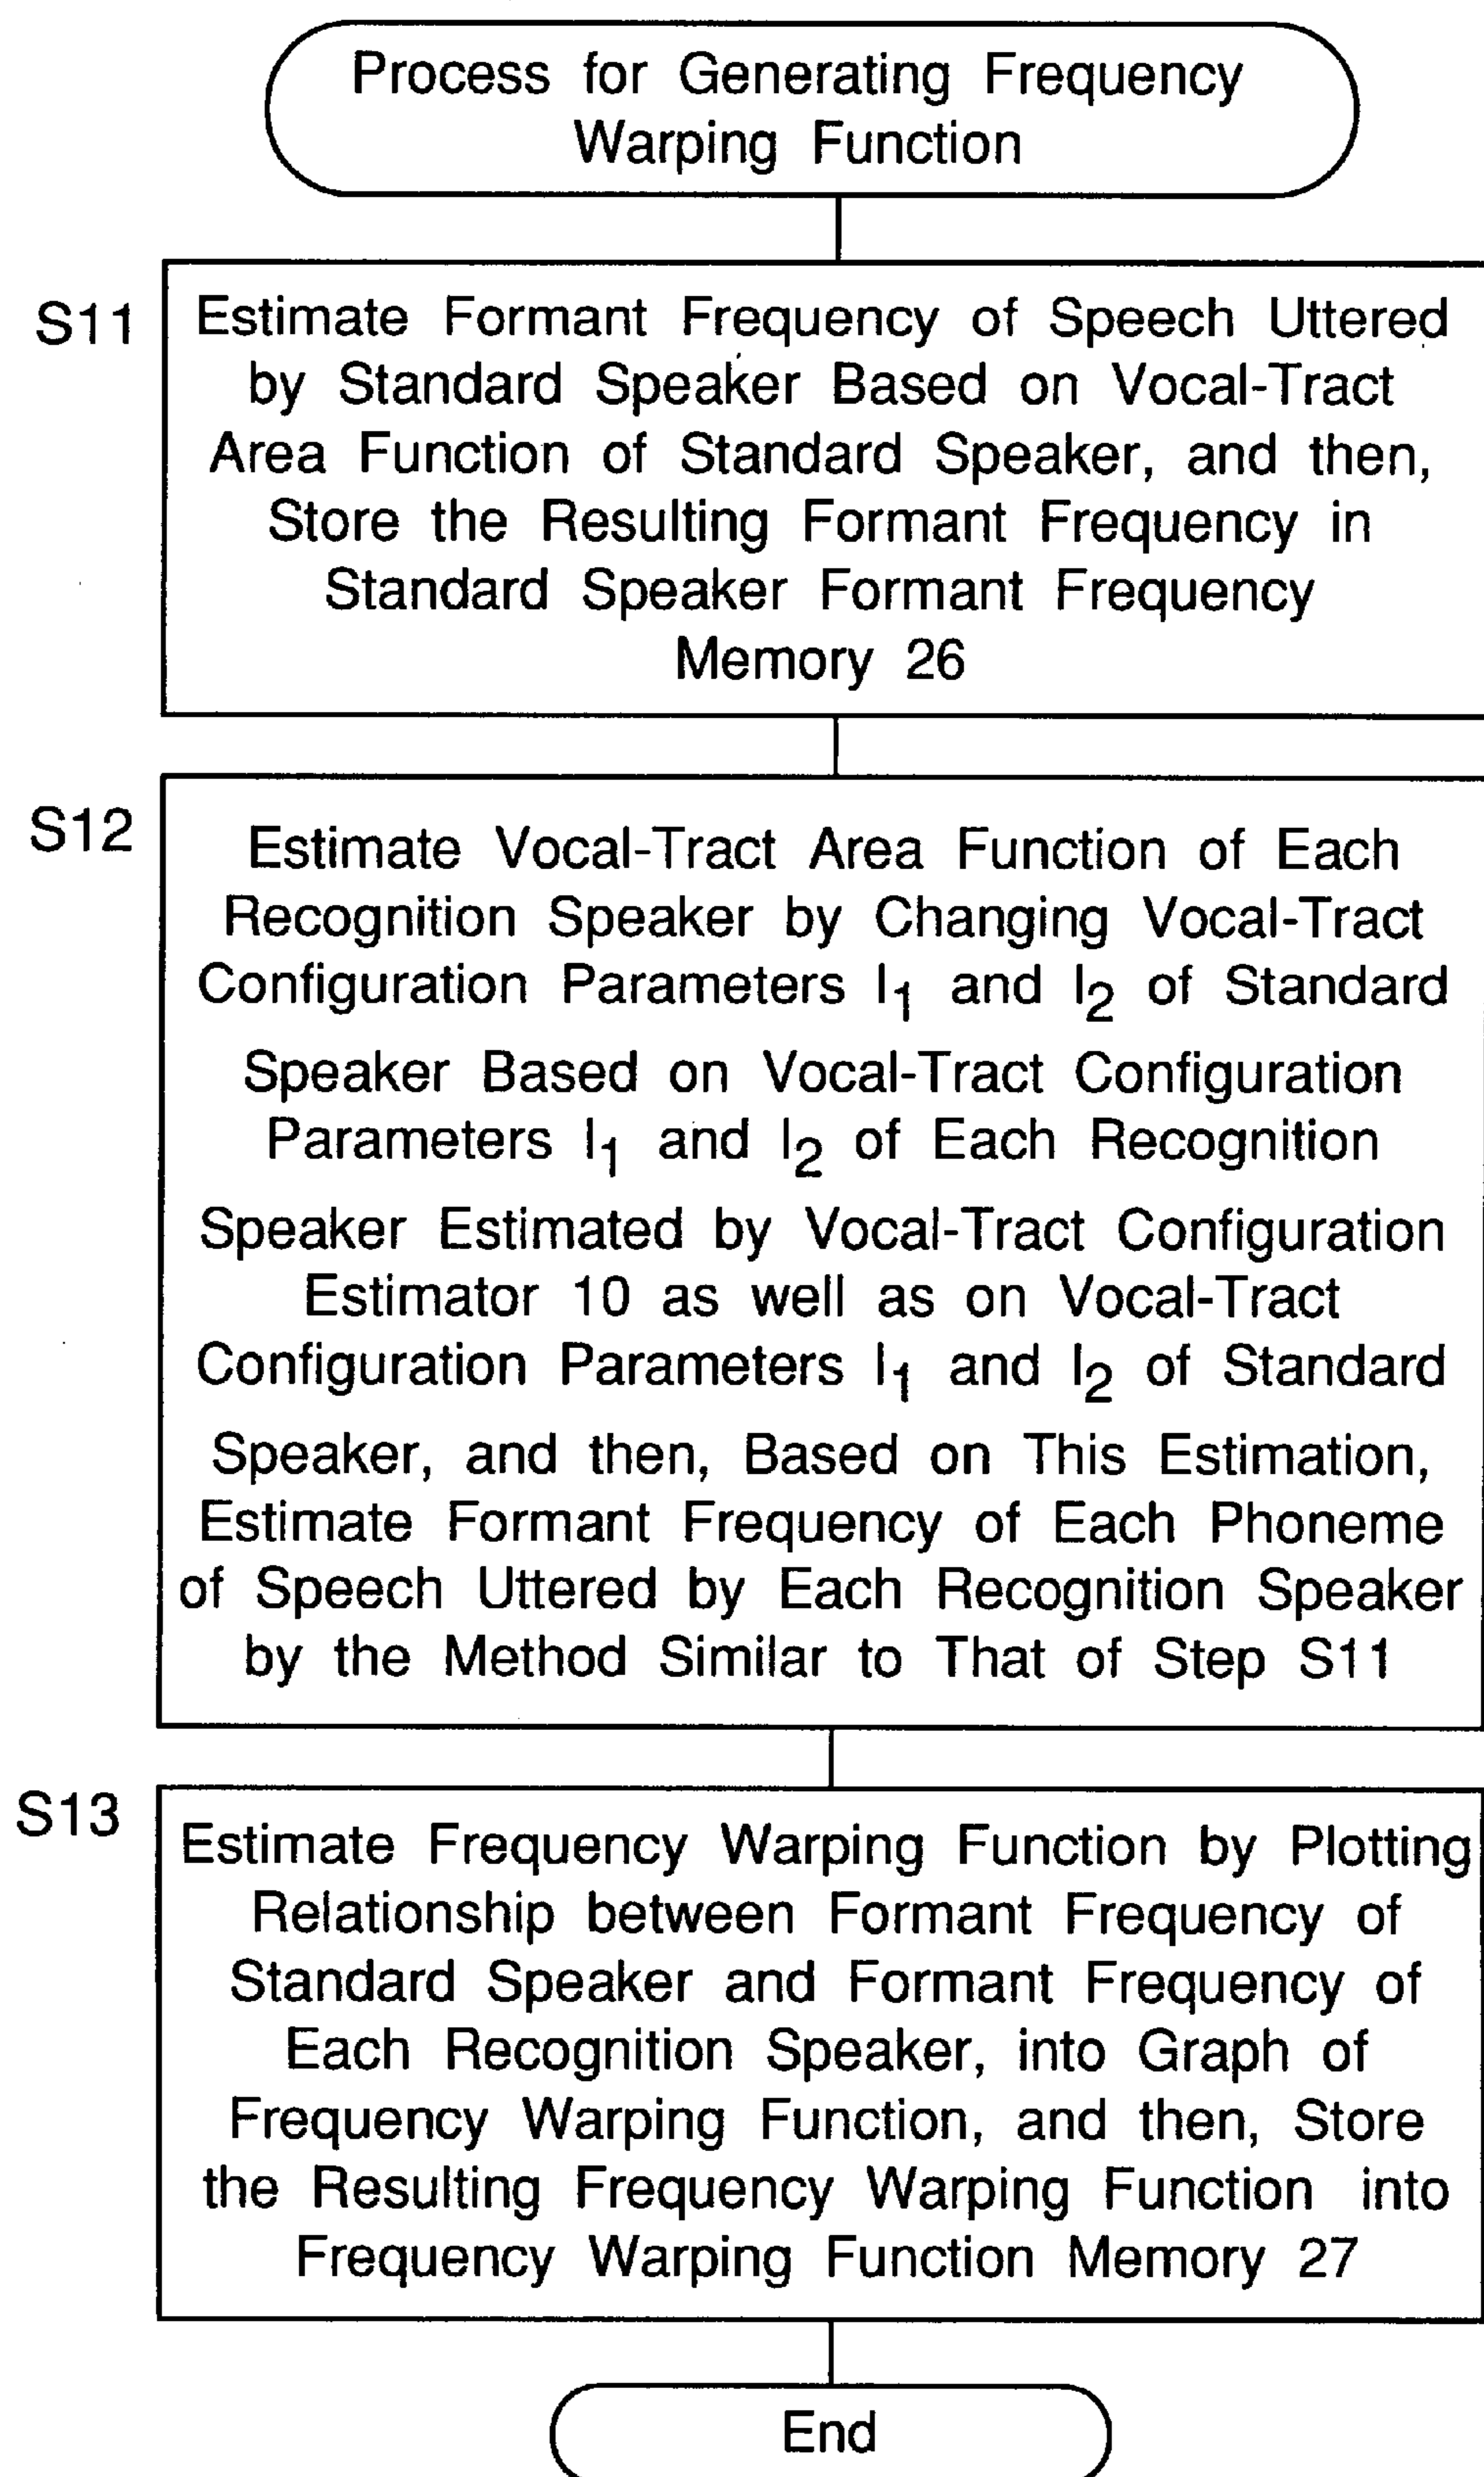 Process for Generating Frequency
Warping Function
S11
Estimate Formant Frequency of Speech Uttered
by Standard Speaker Based on Vocal-Tract
Area Function of Standard Speaker, and then,
Store the Resulting Formant Frequency in
Standard Speaker Formant Frequency
Memory 26
S12
Estimate Vocal-Tract Area Function of Each
Recognition Speaker by Changing Vocal-Tract
Configuration Parameters l₁ and l₂ of Standard
Speaker Based on Vocal-Tract Configuration
Parameters l₁ and l₂ of Each Recognition
Speaker Estimated by Vocal-Tract Configuration
Estimator 10 as well as on Vocal-Tract
Configuration Parameters l₁ and l₂ of Standard
Speaker, and then, Based on This Estimation,
Estimate Formant Frequency of Each Phoneme
of Speech Uttered by Each Recognition Speaker
by the Method Similar to That of Step S11
S13
Estimate Frequency Warping Function by Plotting
Relationship between Formant Frequency of
Standard Speaker and Formant Frequency of
Each Recognition Speaker, into Graph of
Frequency Warping Function, and then, Store
the Resulting Frequency Warping Function into
Frequency Warping Function Memory 27
End